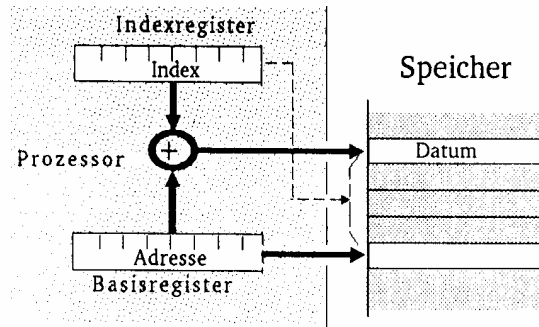 Indexregister
Index
Speicher
+
Prozessor
Datum
Adresse
Basisregister